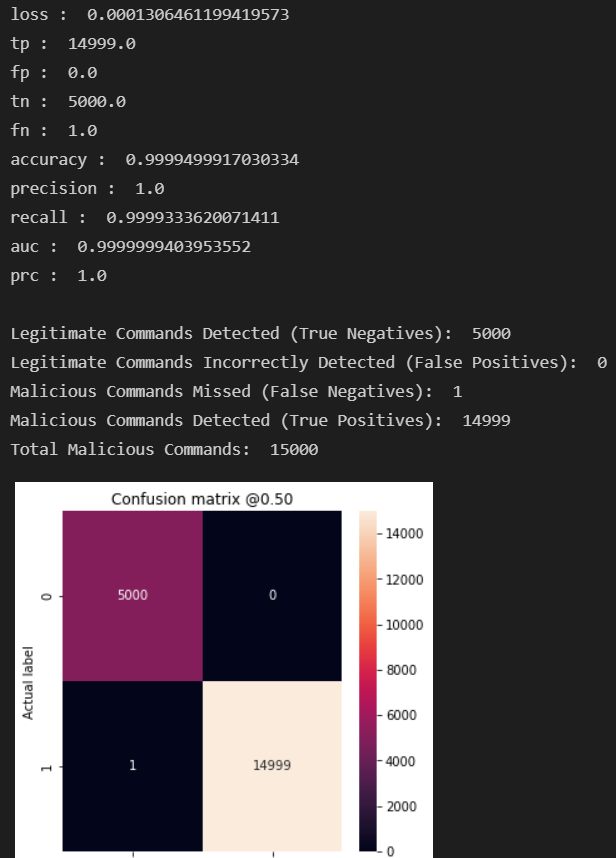 loss :  0.0001306461199419573
tp :  14999.0
fp :  0.0
tn :  5000.0
fn :  1.0
accuracy :  0.9999499917030334
precision :  1.0
recall :  0.9999333620071411
auc :  0.9999999403953552
prc :  1.0
Legitimate Commands Detected (True Negatives):  5000
Legitimate Commands Incorrectly Detected (False Positives):  0
Malicious Commands Missed (False Negatives):  1
Malicious Commands Detected (True Positives):  14999
Total Malicious Commands:  15000
Confusion matrix @0.50
14000
12000
10000
8000
6000
4000
2000
0
Actual label
0
1
5000
0
1
14999